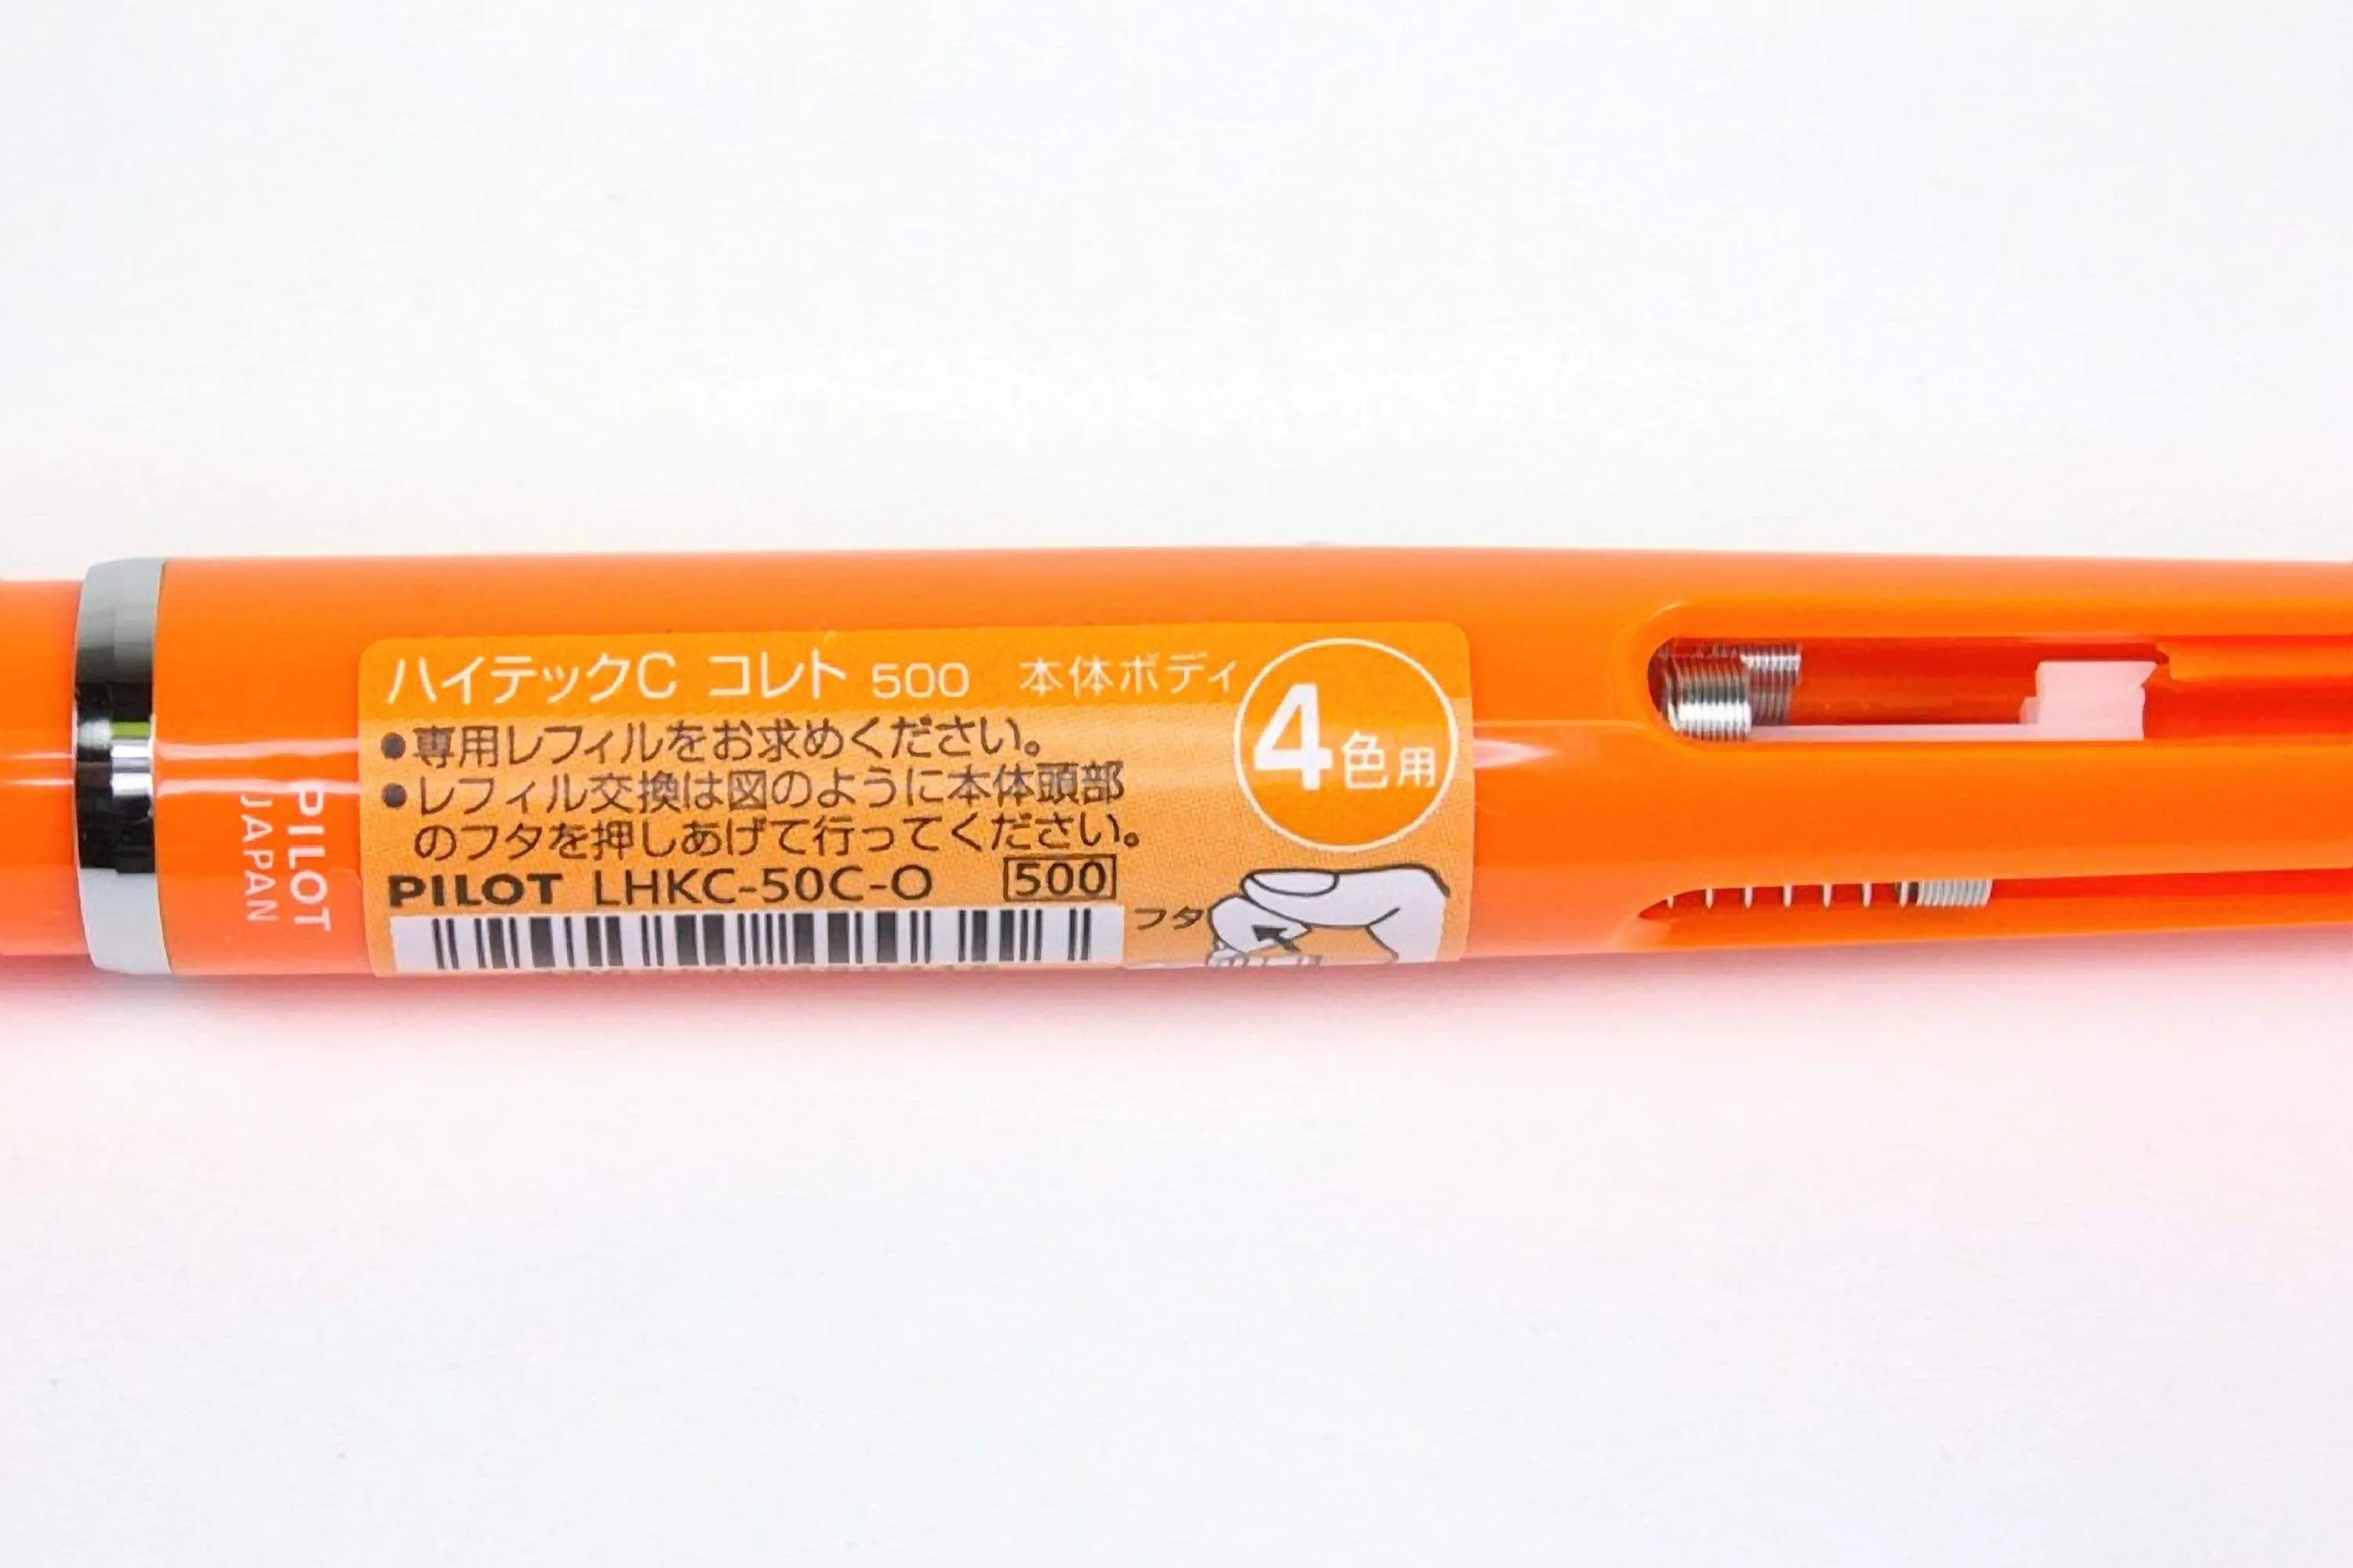 ハイテックC コレト 500 本体ボディ
4色用
●専用レフィルをお求めください。
●レフィル交換は図のように本体頭部
のフタを押しあげて行ってください。
PILOT LHKC-50C-O 500
フタ
PILOT
JAPAN